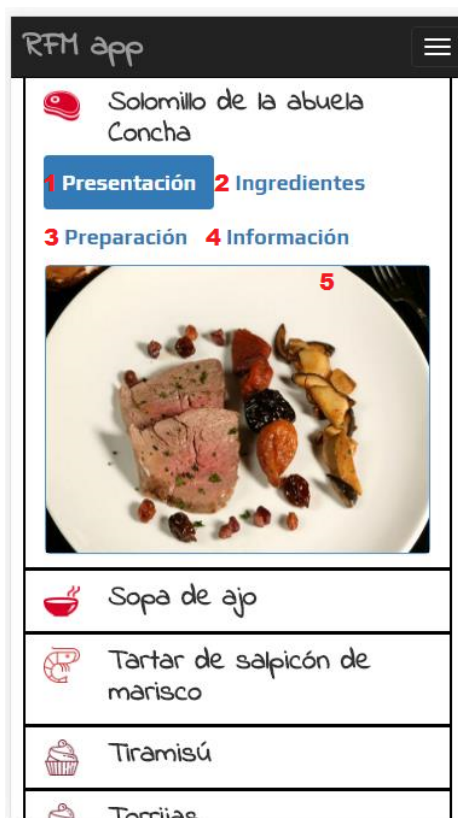 RFM app
Solomillo de la abuela
Concha
1 Presentación 2 Ingredientes
3 Preparación 4 Información
5
Sopa de ajo
Tartar de salpicón de
marisco
Tiramisú
Torrijas